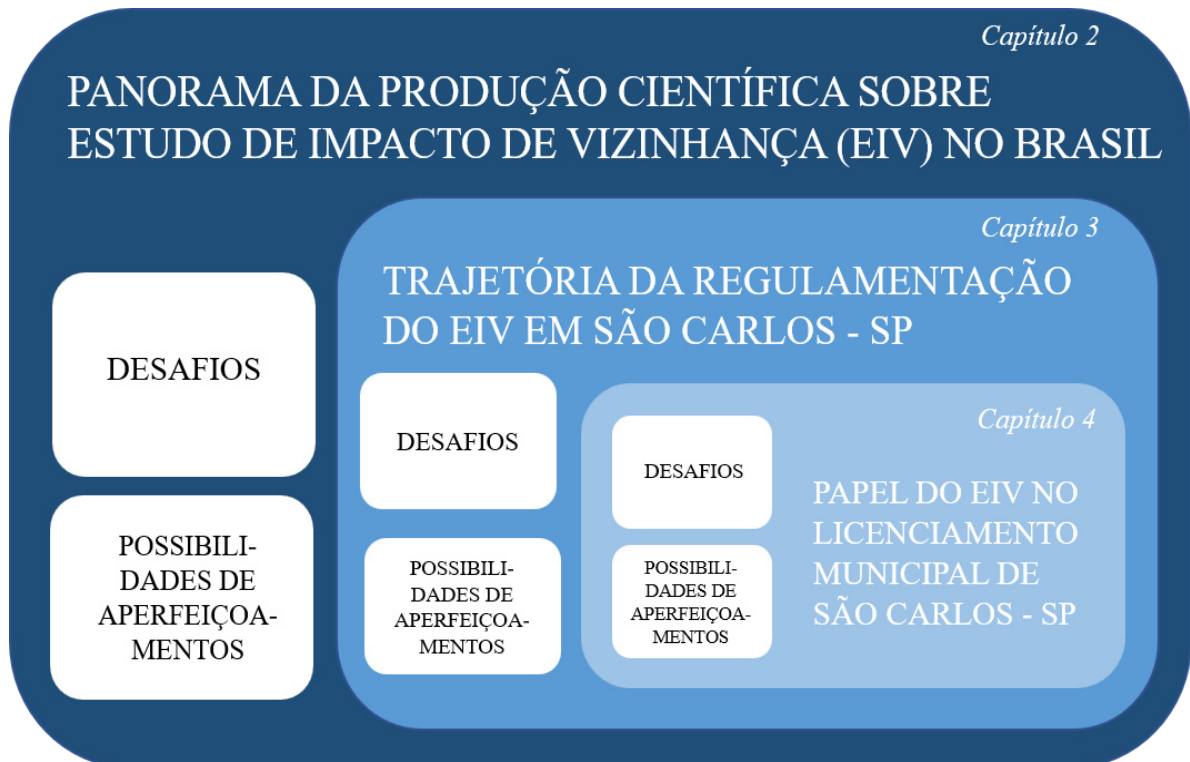 Capítulo 2
PANORAMA DA PRODUÇÃO CIENTÍFICA SOBRE
ESTUDO DE IMPACTO DE VIZINHANÇA (EIV) NO BRASIL
DESAFIOS
POSSIBILI-
DADES DE
APERFEIÇOA-
MENTOS
Capítulo 3
TRAJETÓRIA DA REGULAMENTAÇÃO
DO EIV EM SÃO CARLOS - SP
DESAFIOS
POSSIBILI-
DADES DE
APERFEIÇOA-
MENTOS
Capítulo 4
DESAFIOS
POSSIBILI-
DADES DE
APERFEIÇOA-
MENTOS
PAPEL DO EIV NO
LICENCIAMENTO
MUNICIPAL DE
SÃO CARLOS - SP